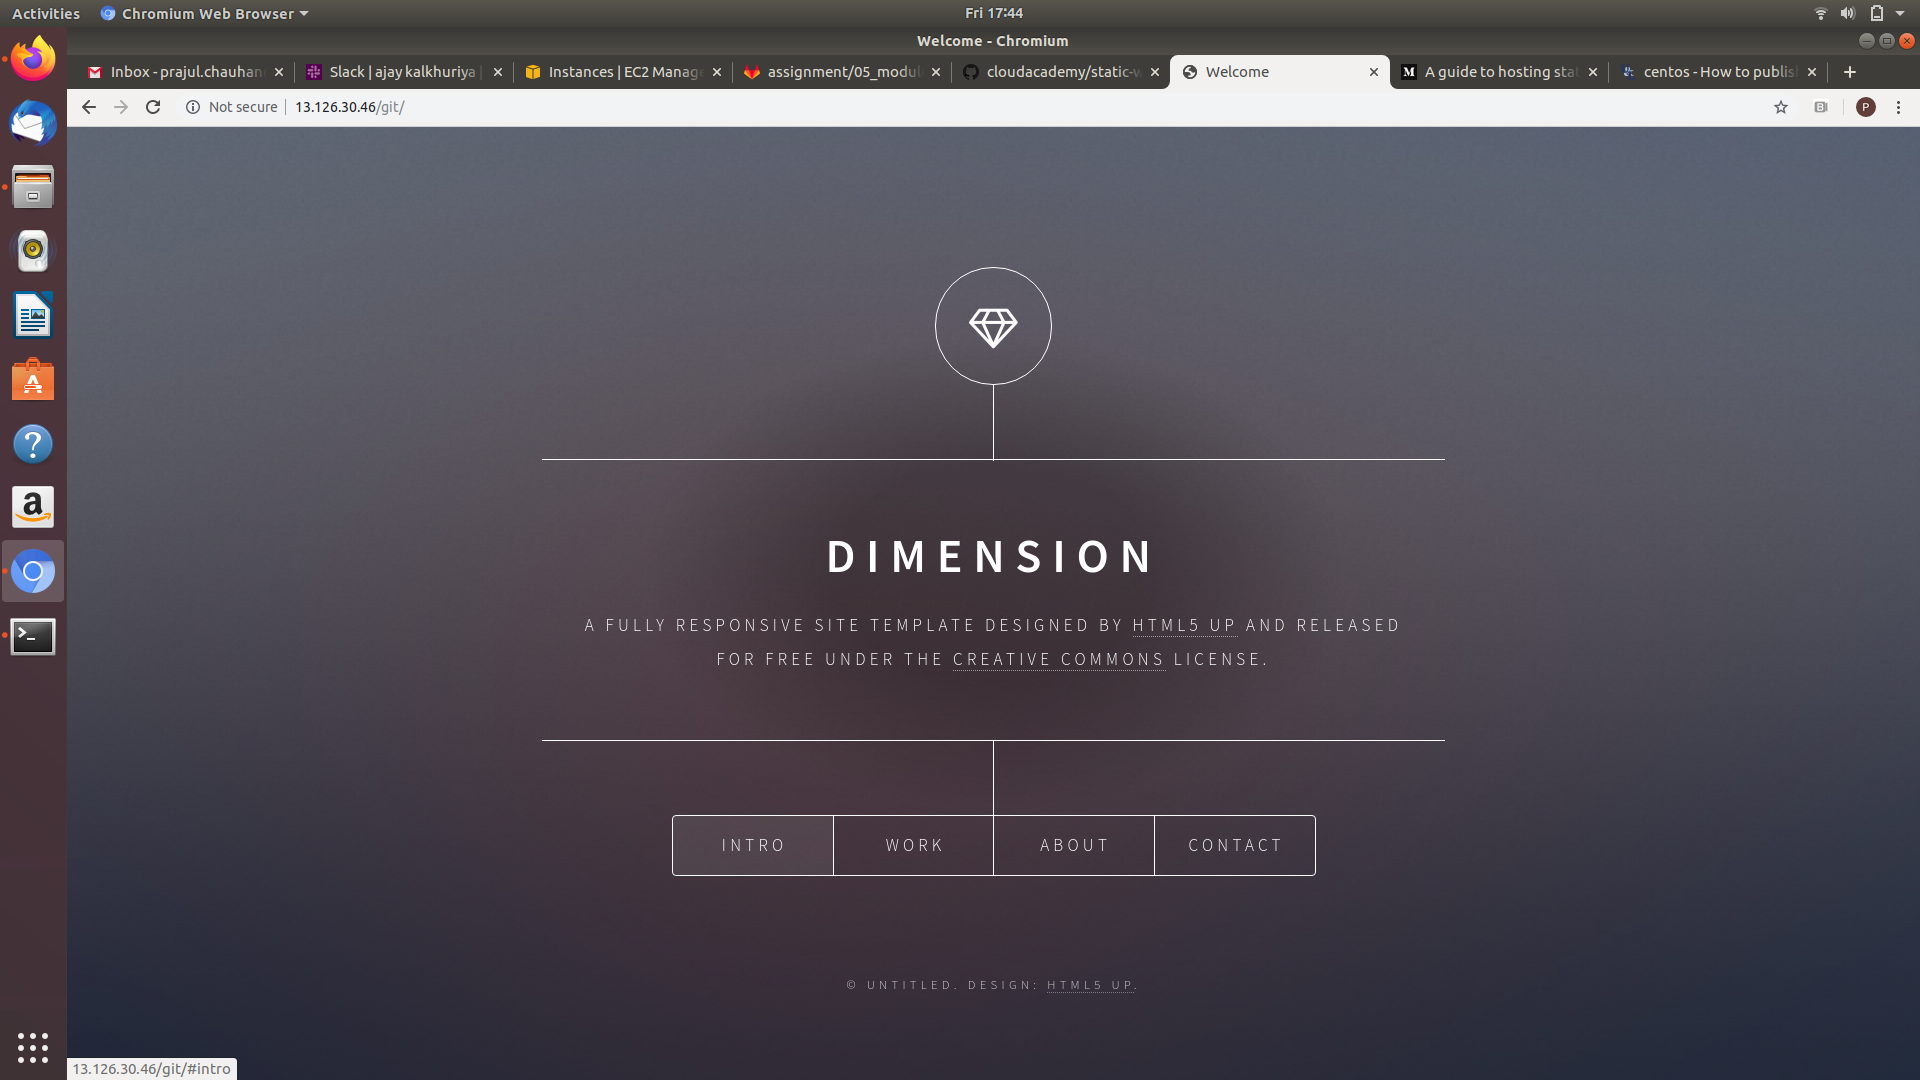 Activities Chromium Web Browser Fri 17:44
Welcome - Chromium
Inbox - prajul.chauhan Slack | ajay kalkhuriya | Instances | EC2 Manage assignment/05_modul cloudacademy/static-w Welcome A guide to hosting stat centos - How to publish
Not secure 13.126.30.46/git/ P
DIMENSION
A FULLY RESPONSIVE SITE TEMPLATE DESIGNED BY HTML5 UP AND RELEASED
FOR FREE UNDER THE CREATIVE COMMONS LICENSE.
INTRO WORK ABOUT CONTACT
© UNTITLED. DESIGN: HTML5 UP.
13.126.30.46/git/#intro